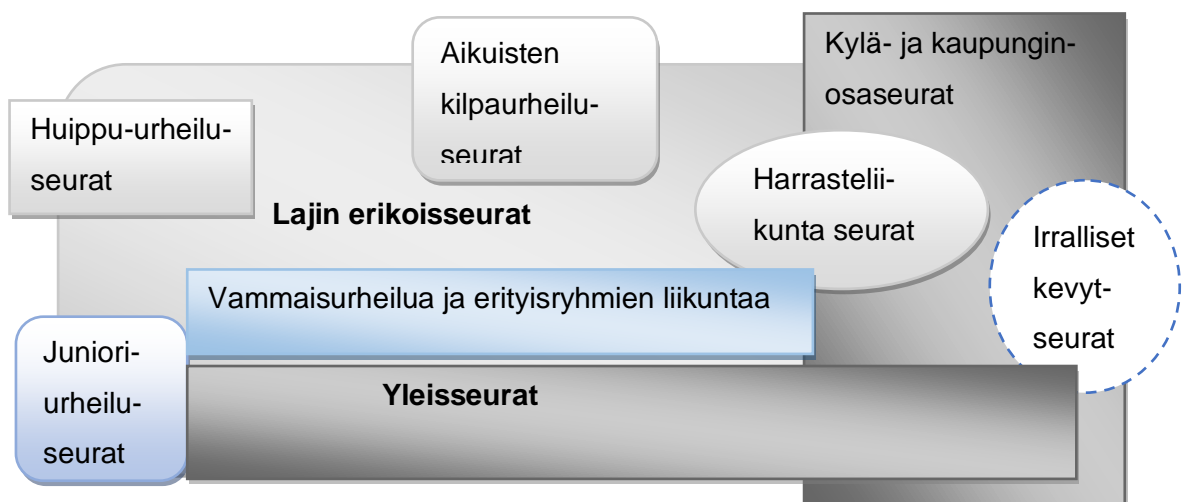 Aikuisten
kilpaurheilu-
seurat
Kylä- ja kaupungin-
osaseurat
Huippu-urheilu-
seurat
Harrastelii-
kunta seurat
Lajin erikoisseurat
Irralliset
kevyt-
seurat
Vammaisurheilua ja erityisryhmien liikuntaa
Juniori-
urheilu-
seurat
Yleisseurat